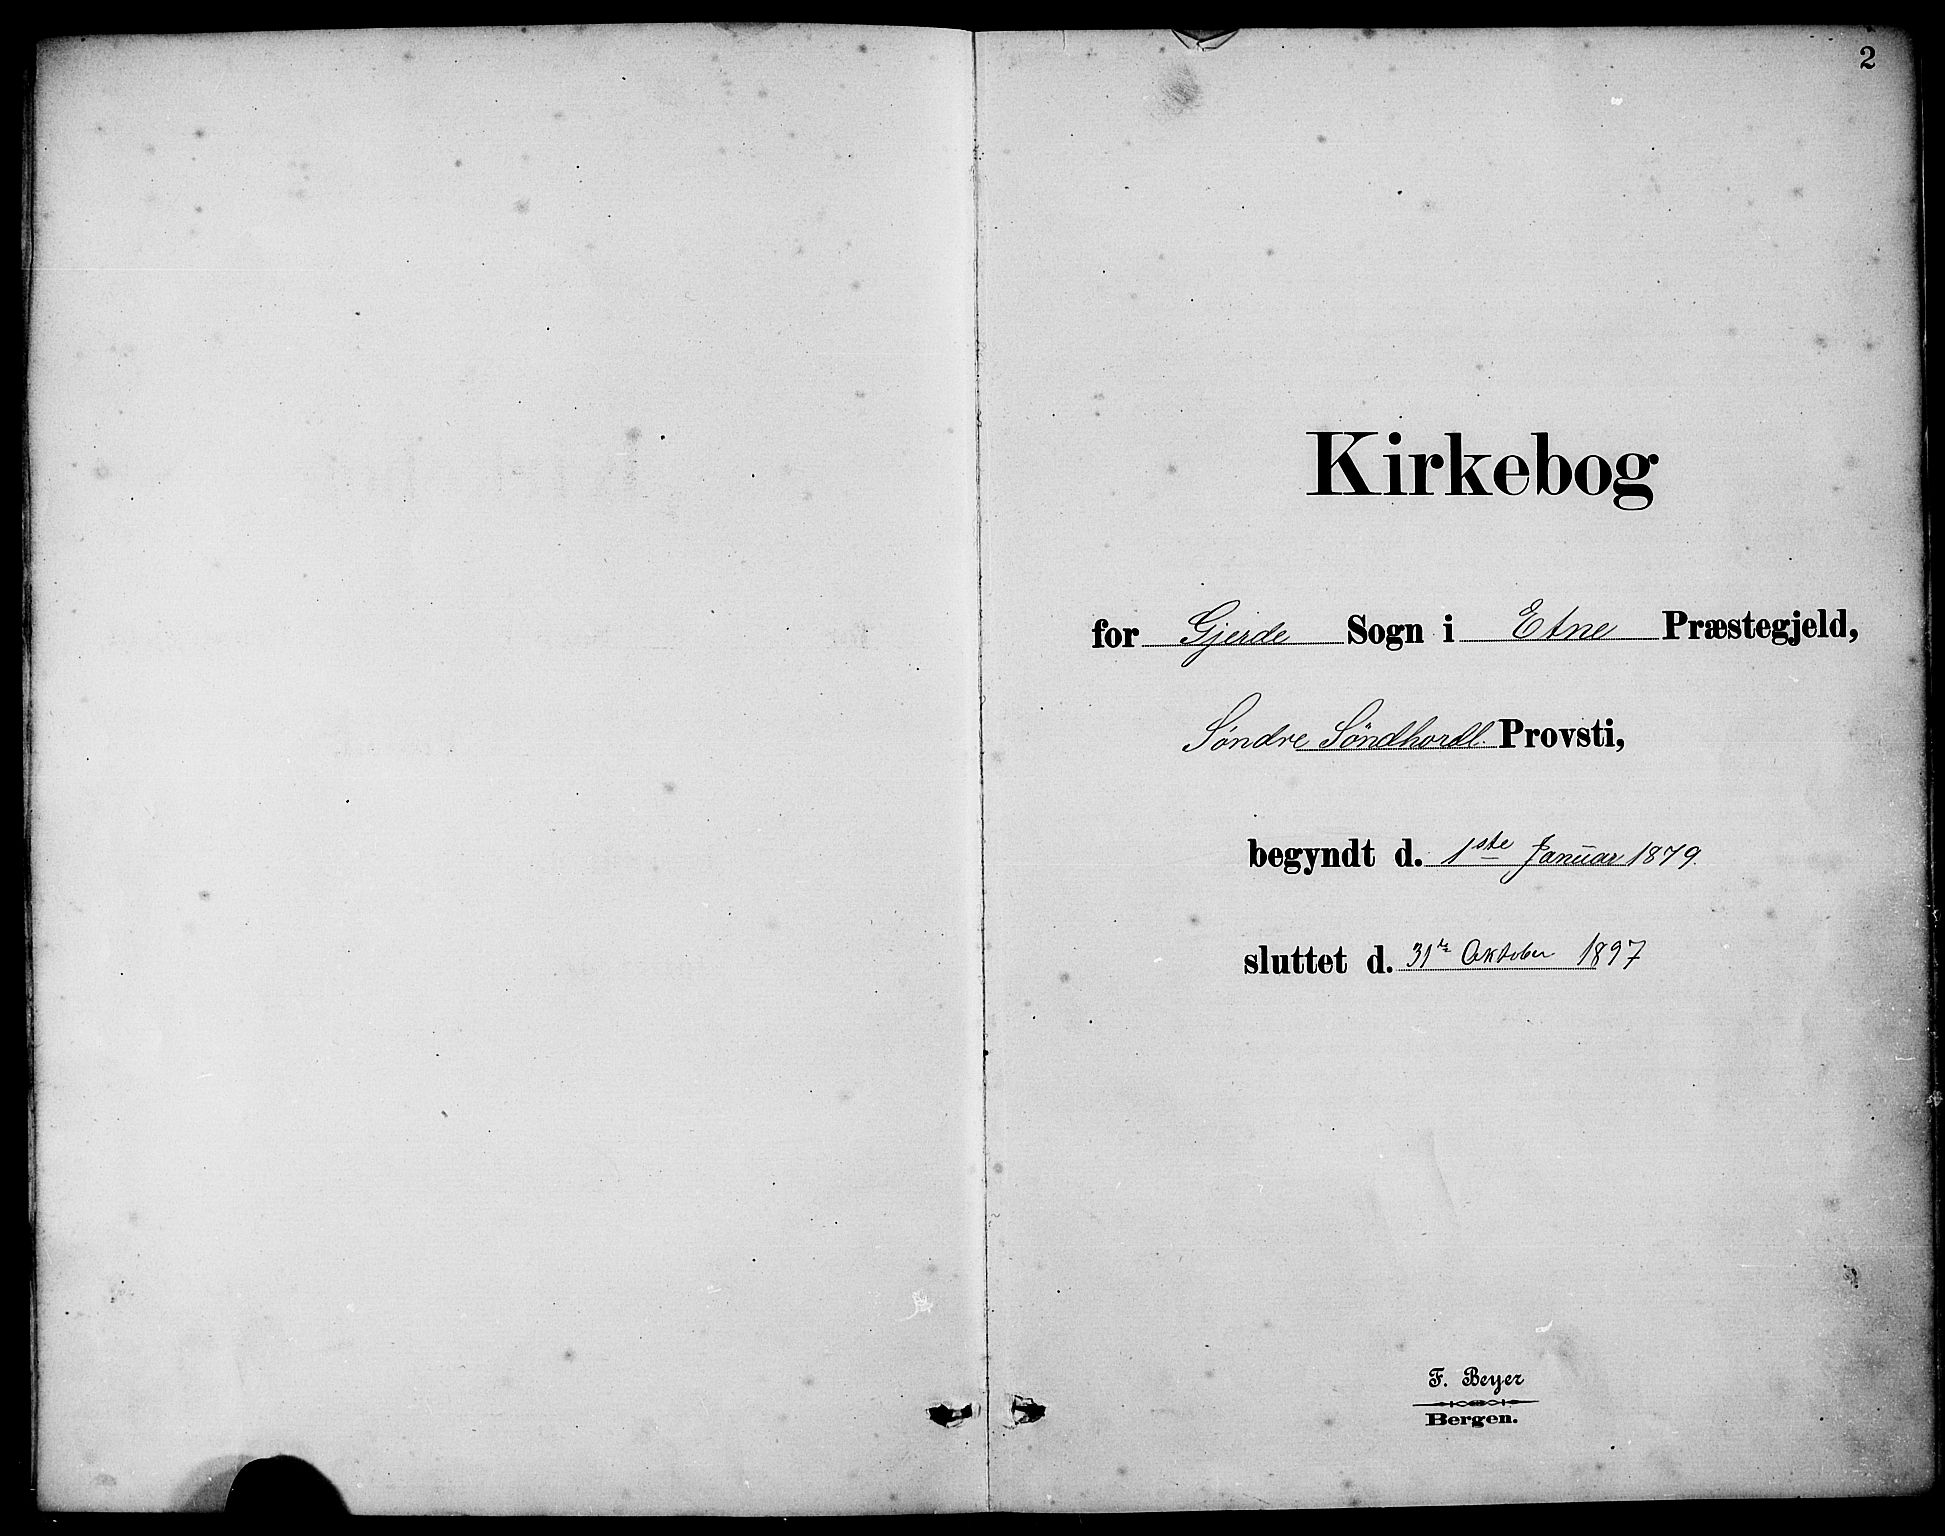 2
Kirkebog
for Gjerde Sogn i Etne Præstegjeld,
Søndre Söndhordl. Provsti,
begyndt d. 1ste Januar 1879.
sluttet d. 31te Oktober 1897
F. Beyer
Bergen.